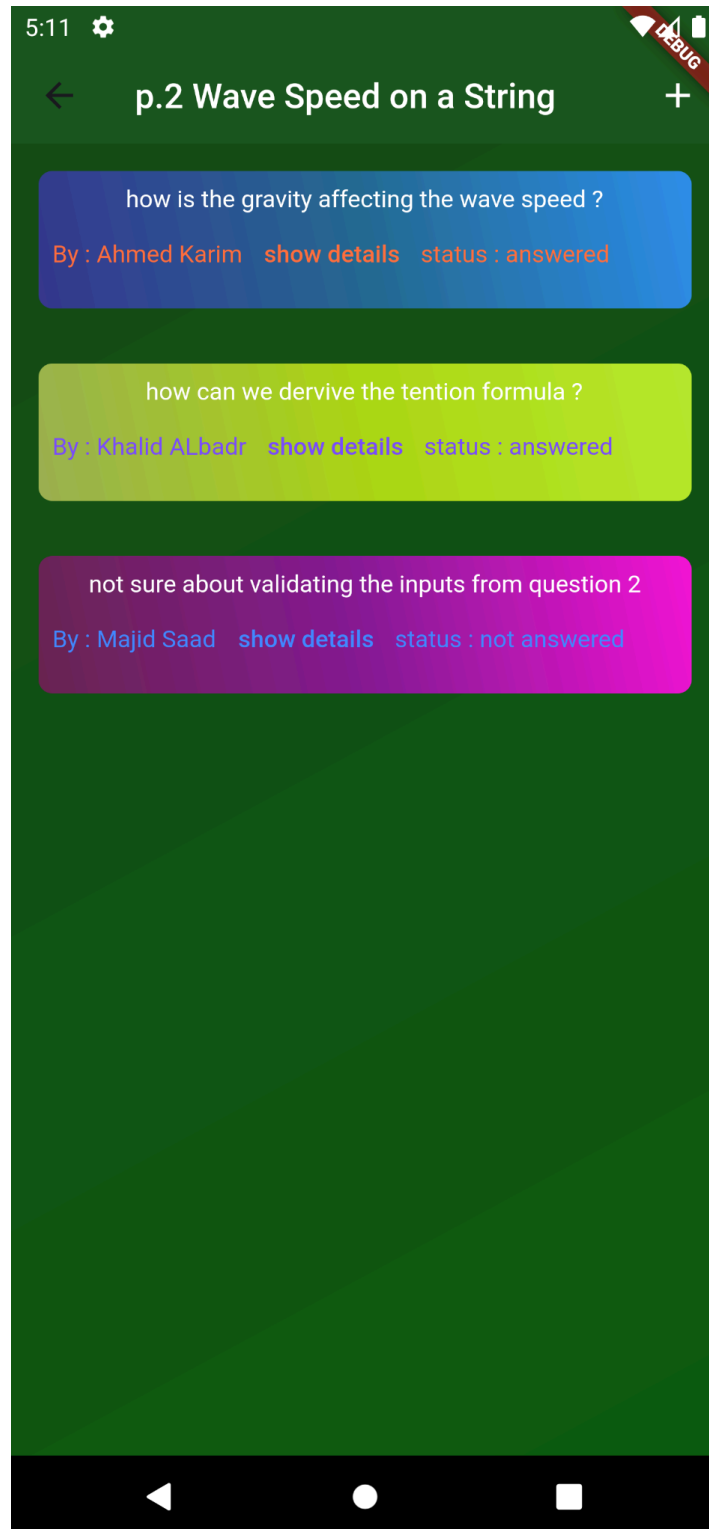 5:11
DEBUG
p.2 Wave Speed on a String
how is the gravity affecting the wave speed ?
By : Ahmed Karim show details status : answered
how can we dervive the tention formula ?
By : Khalid ALbadr show details status : answered
not sure about validating the inputs from question 2
By : Majid Saad show details status : not answered